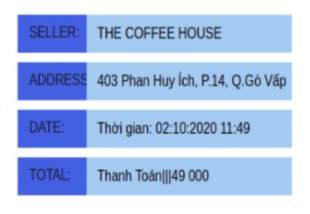 SELLER: THE COFFEE HOUSE
ADDRESS 403 Phan Huy Ích, P.14, Q.Gò Vấp
DATE: Thời gian: 02:10:2020 11:49
TOTAL: Thanh Toán|||49 000